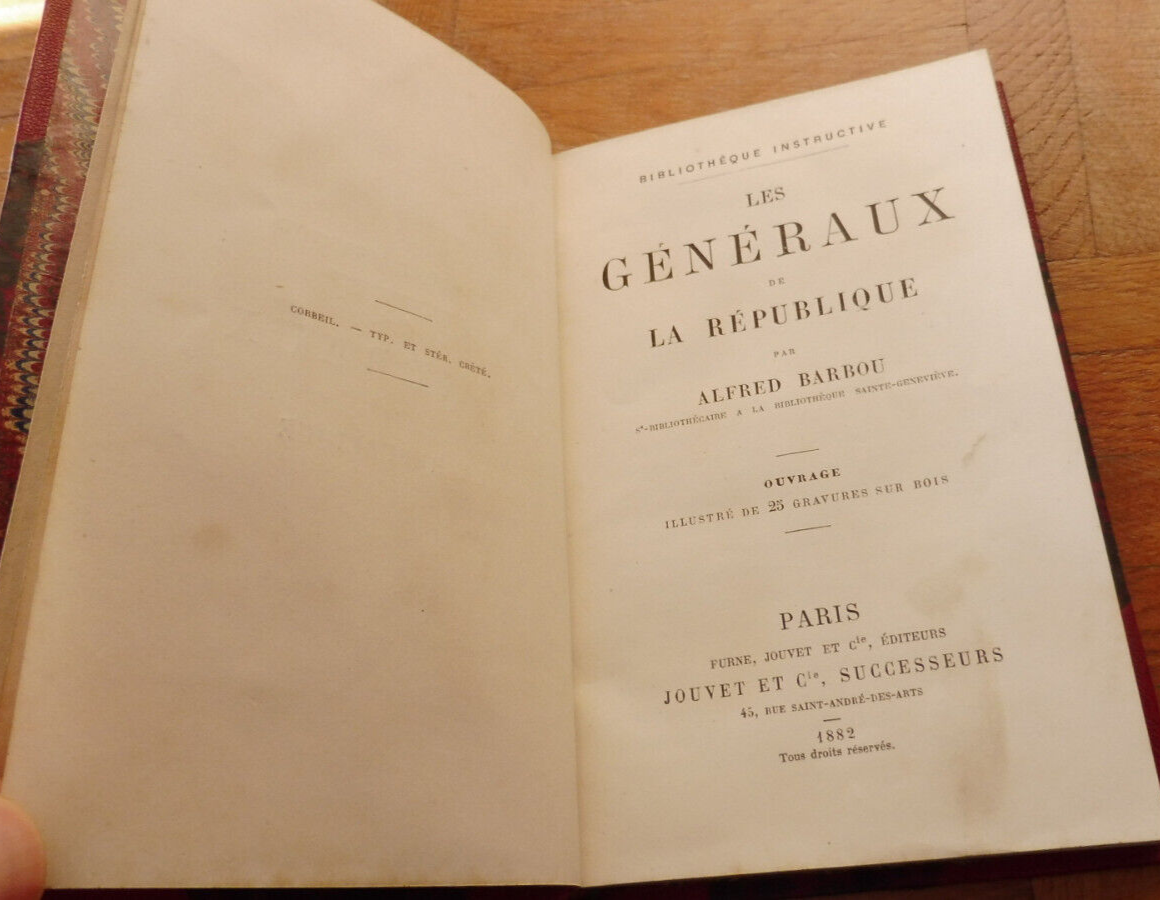 CORBEIL. — TYP. ET STÉR. CRÉTÉ.
BIBLIOTHÈQUE INSTRUCTIVE
LES
GÉNÉRAUX
DE
LA RÉPUBLIQUE
PAR
ALFRED BARBOU
Sˢ-BIBLIOTHÉCAIRE A LA BIBLIOTHÈQUE SAINTE-GENEVIÈVE.
OUVRAGE
ILLUSTRÉ DE 25 GRAVURES SUR BOIS
PARIS
FURNE, JOUVET ET Cⁱᵉ, ÉDITEURS
JOUVET ET Cⁱᵉ, SUCCESSEURS
45, RUE SAINT-ANDRÉ-DES-ARTS
1882
Tous droits réservés.